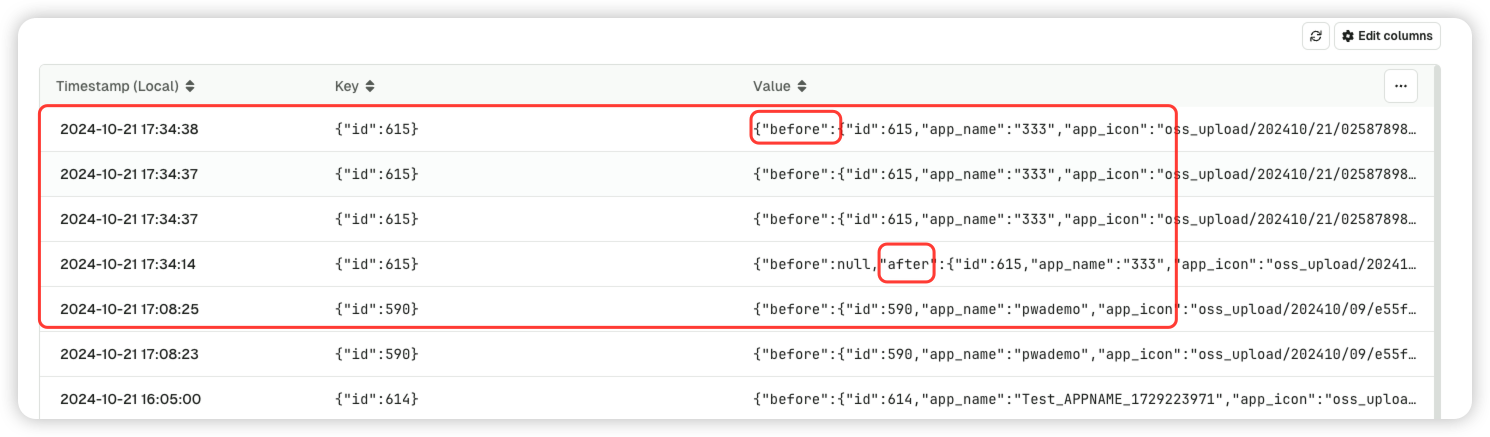 Edit columns
Timestamp (Local) Key Value ...
2024-10-21 17:34:38 {"id":615} {"before":{"id":615,"app_name":"333","app_icon":"oss_upload/202410/21/02587898…
2024-10-21 17:34:37 {"id":615} {"before":{"id":615,"app_name":"333","app_icon":"oss_upload/202410/21/02587898…
2024-10-21 17:34:37 {"id":615} {"before":{"id":615,"app_name":"333","app_icon":"oss_upload/202410/21/02587898…
2024-10-21 17:34:14 {"id":615} {"before":null,"after":{"id":615,"app_name":"333","app_icon":"oss_upload/20241…
2024-10-21 17:08:25 {"id":590} {"before":{"id":590,"app_name":"pwademo","app_icon":"oss_upload/202410/09/e55f…
2024-10-21 17:08:23 {"id":590} {"before":{"id":590,"app_name":"pwademo","app_icon":"oss_upload/202410/09/e55f…
2024-10-21 16:05:00 {"id":614} {"before":{"id":614,"app_name":"Test_APPNAME_1729223971","app_icon":"oss_uploa…